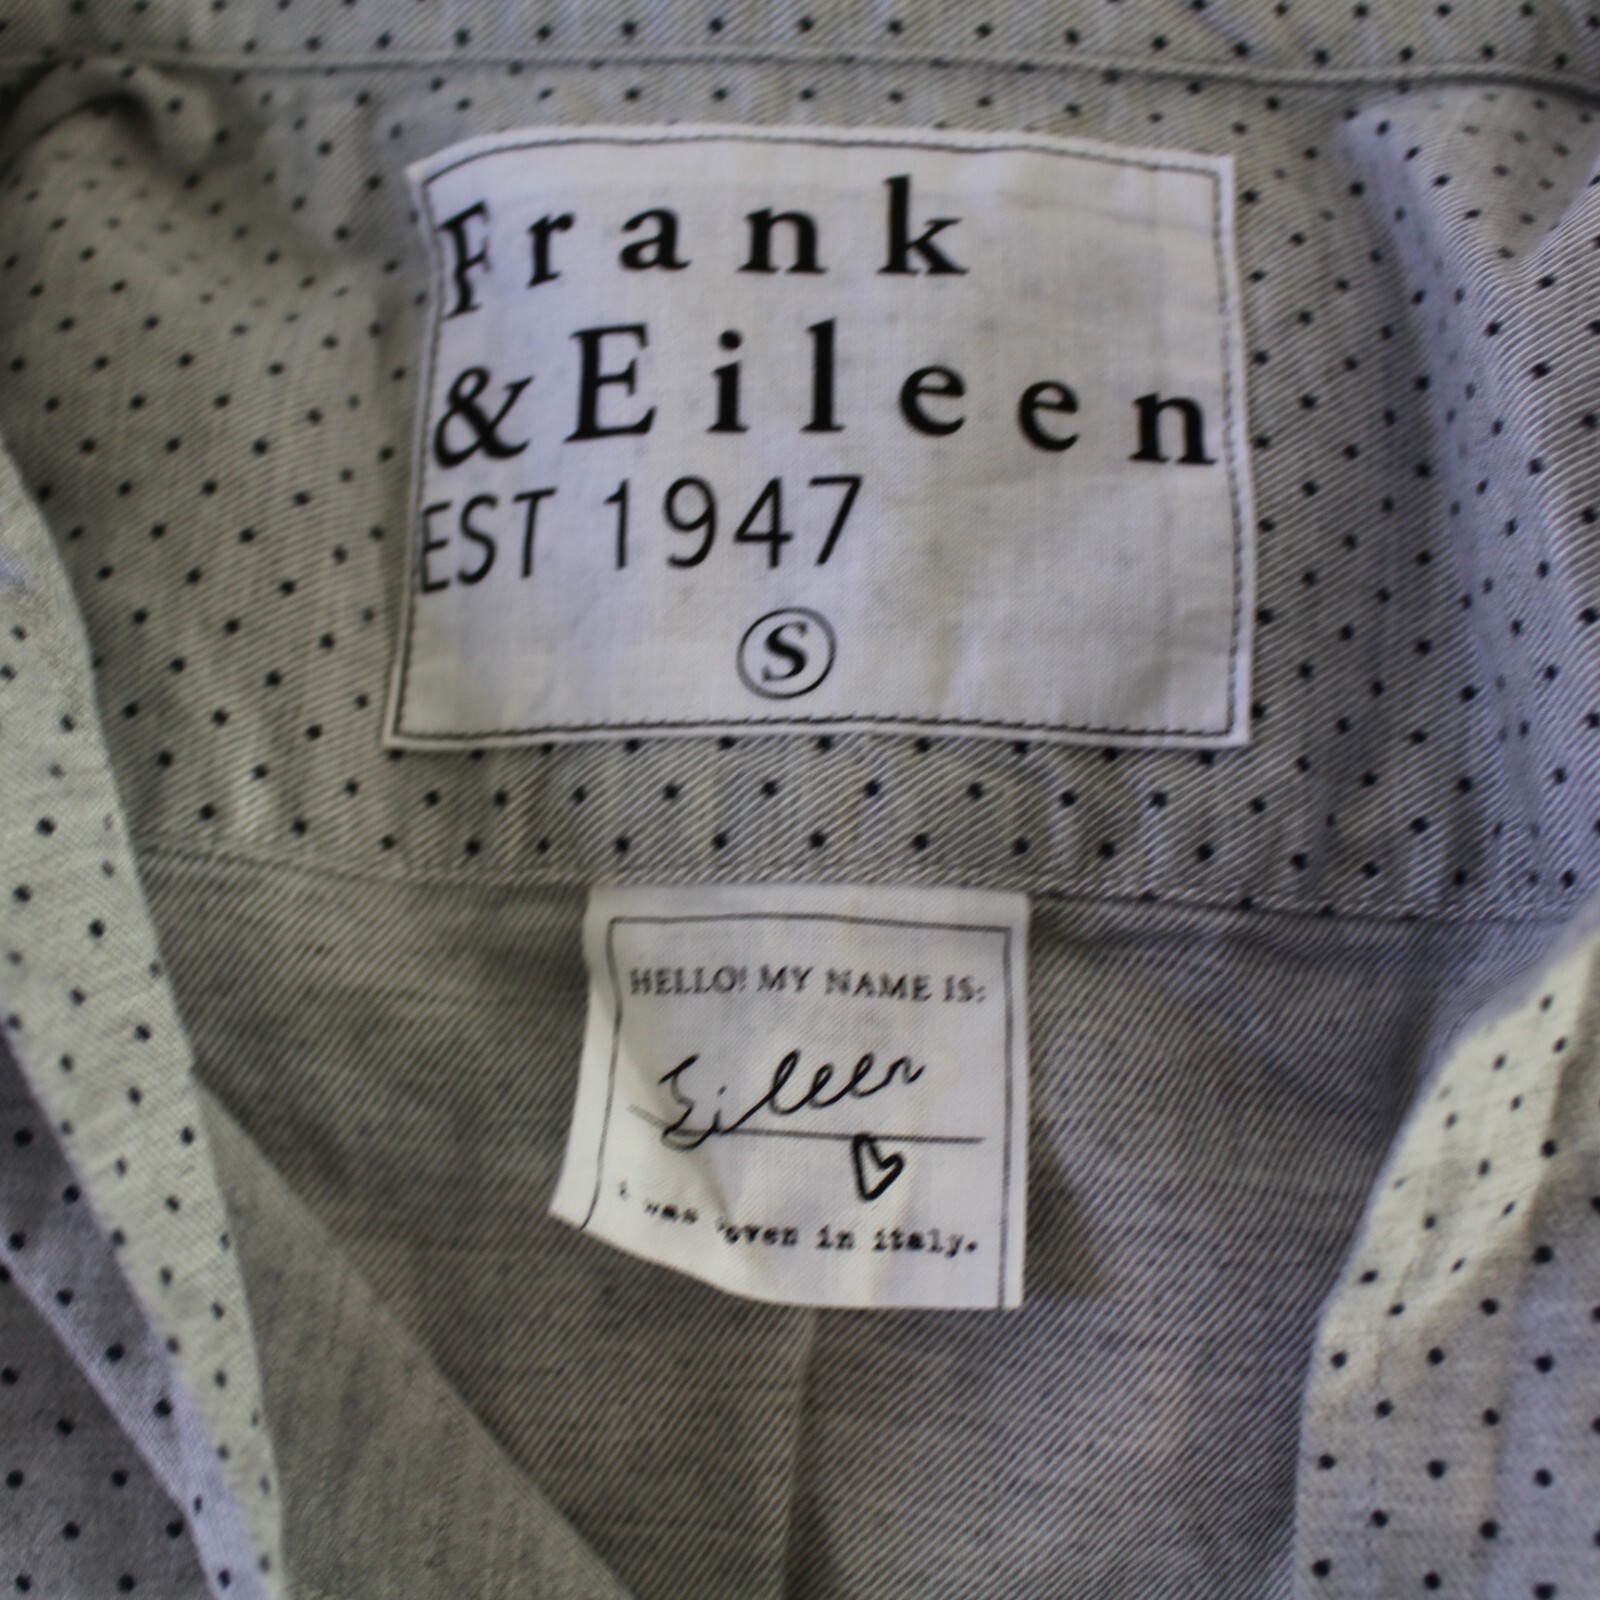 Frank
&Eileen
EST 1947
S
HELLO! MY NAME IS:
Eileen
i was woven in italy.